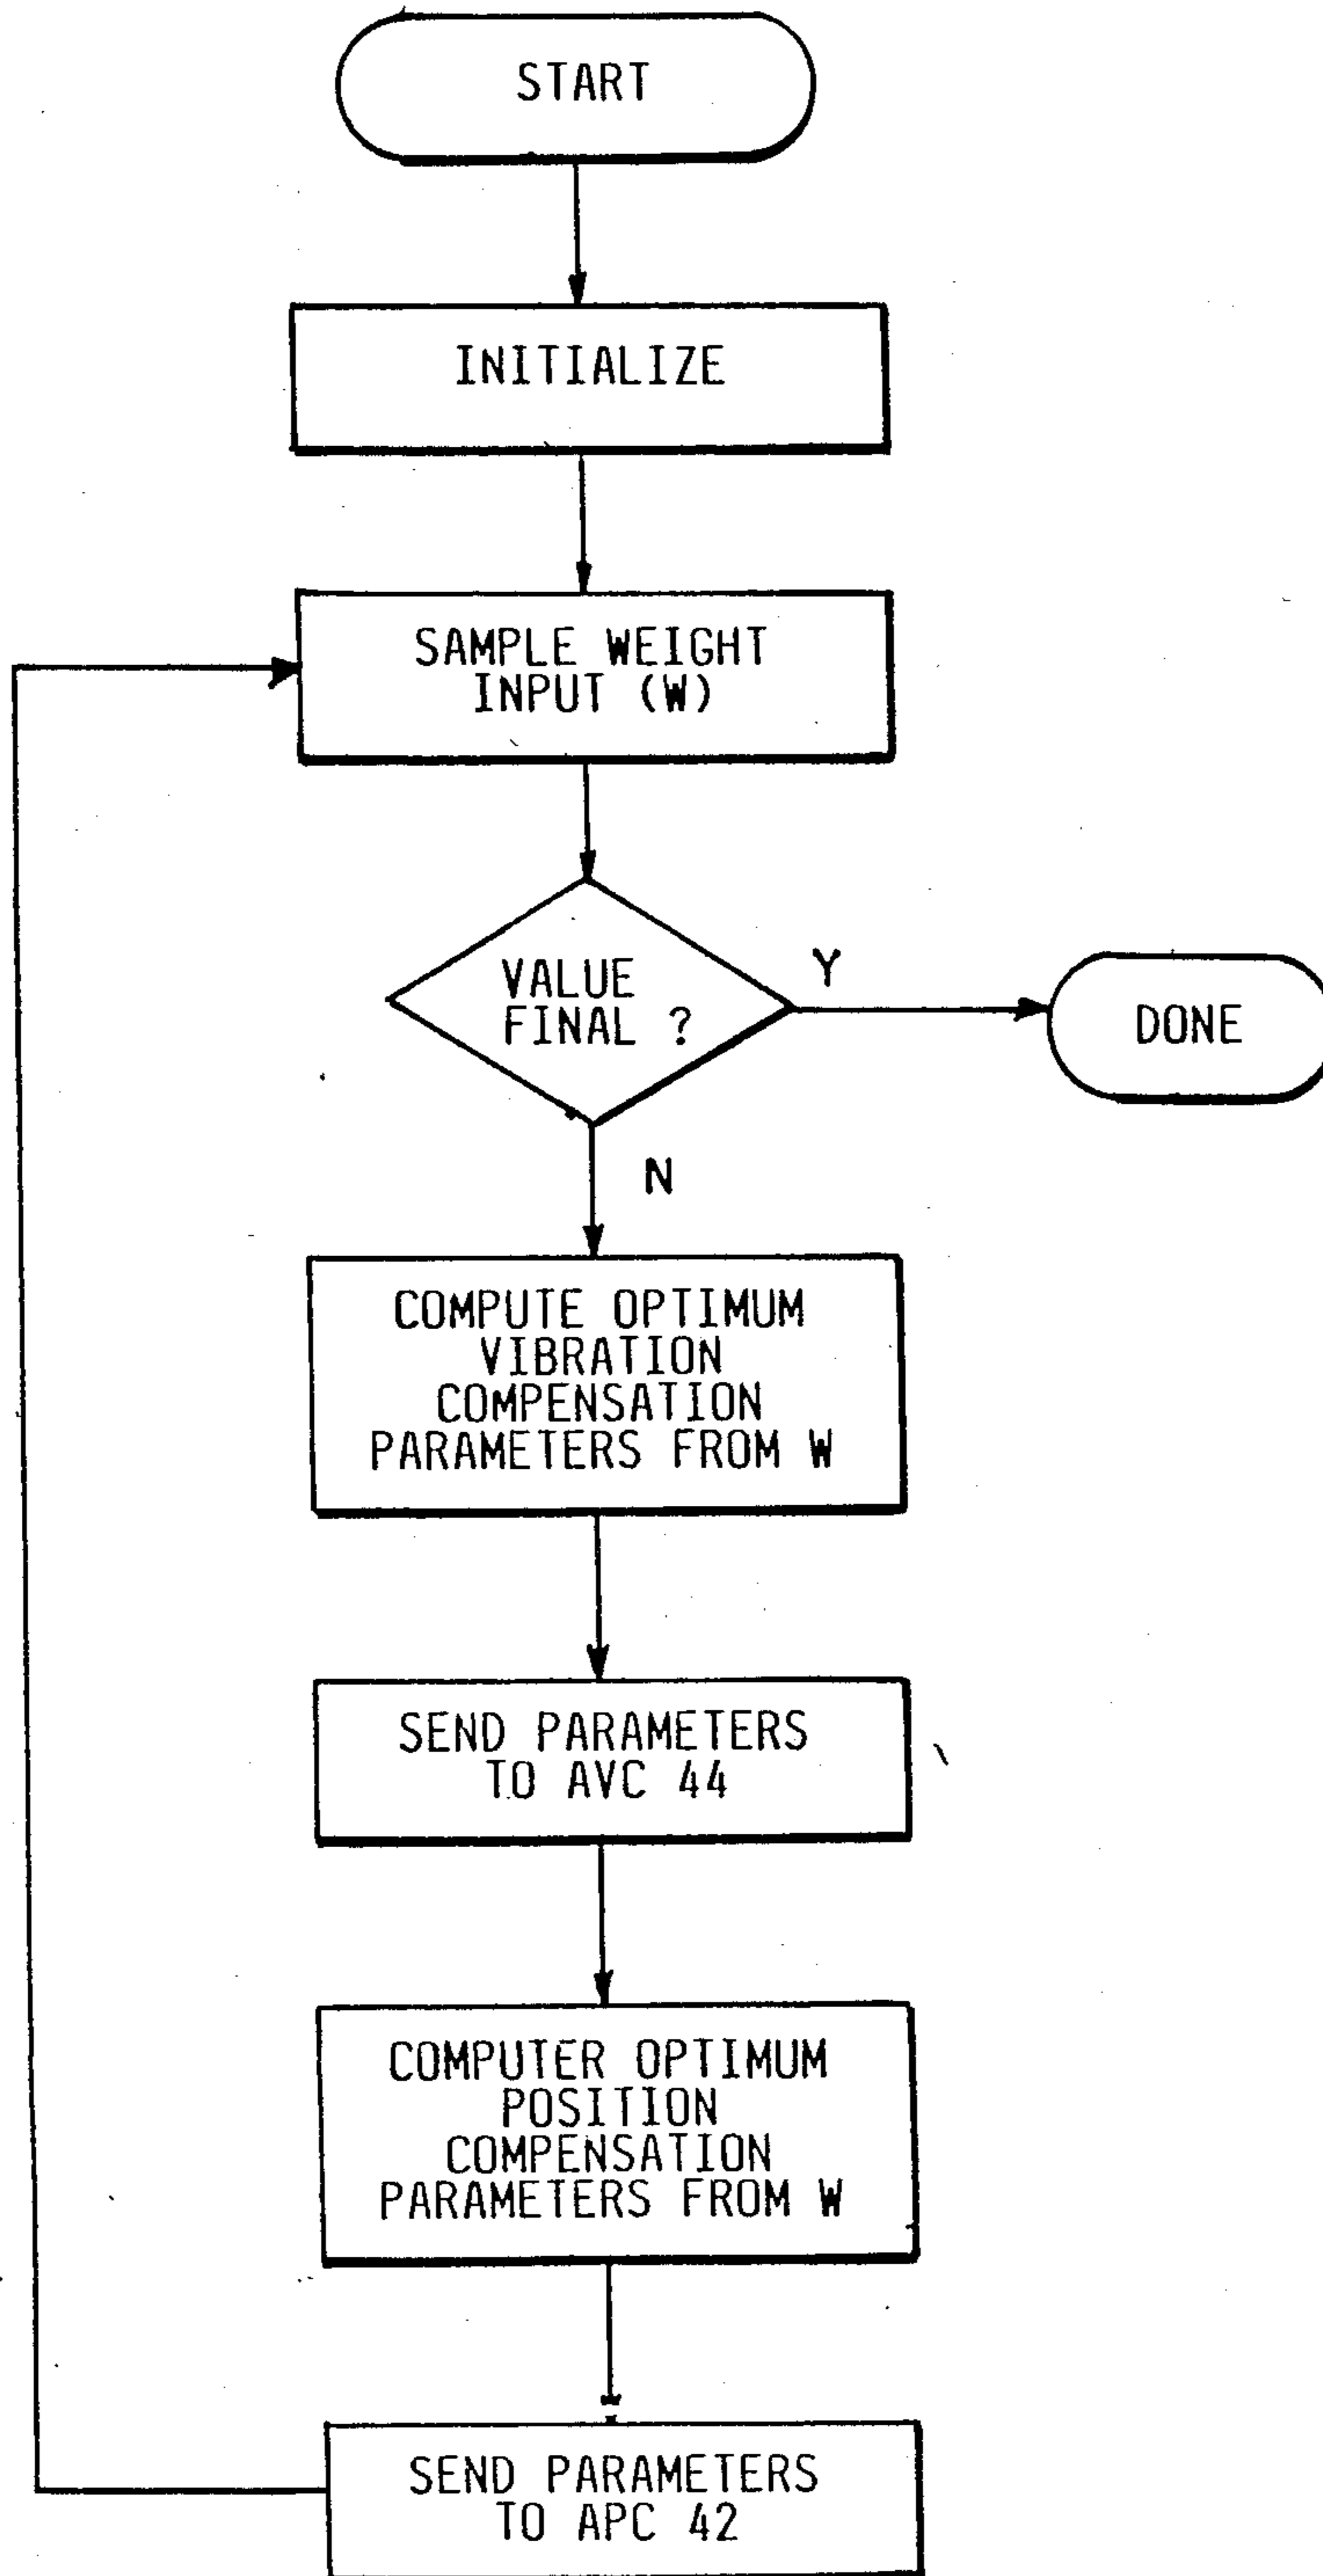 START
INITIALIZE
SAMPLE WEIGHT
INPUT (W)
VALUE
FINAL ?
Y
DONE
N
COMPUTE OPTIMUM
VIBRATION
COMPENSATION
PARAMETERS FROM W
SEND PARAMETERS
TO AVC 44
COMPUTER OPTIMUM
POSITION
COMPENSATION
PARAMETERS FROM W
SEND PARAMETERS
TO APC 42